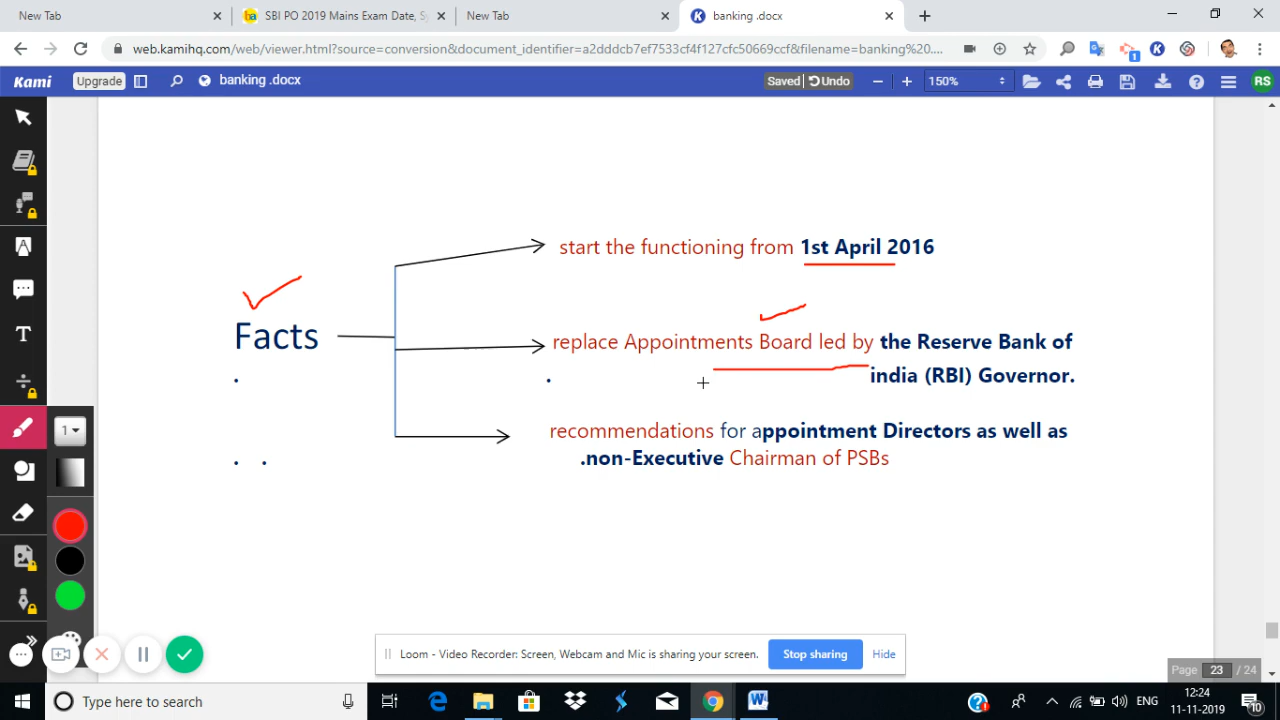 New Tab
SBI PO 2019 Mains Exam Date, Sy
New Tab
banking .docx
web.kamihq.com/web/viewer.html?source=conversion&document_identifier=a2dddcb7ef7533cf4f127cfc50669ccf&filename=banking%20....
1
Kami
Upgrade
banking .docx
Saved
Undo
150%
RS
start the functioning from 1st April 2016
Facts
replace Appointments Board led by the Reserve Bank of
. . india (RBI) Governor.
recommendations for appointment Directors as well as
. . .non-Executive Chairman of PSBs
T
1
Loom - Video Recorder: Screen, Webcam and Mic is sharing your screen.
Stop sharing
Hide
Page 23 / 24
Type here to search
ENG
12:24
11-11-2019
10